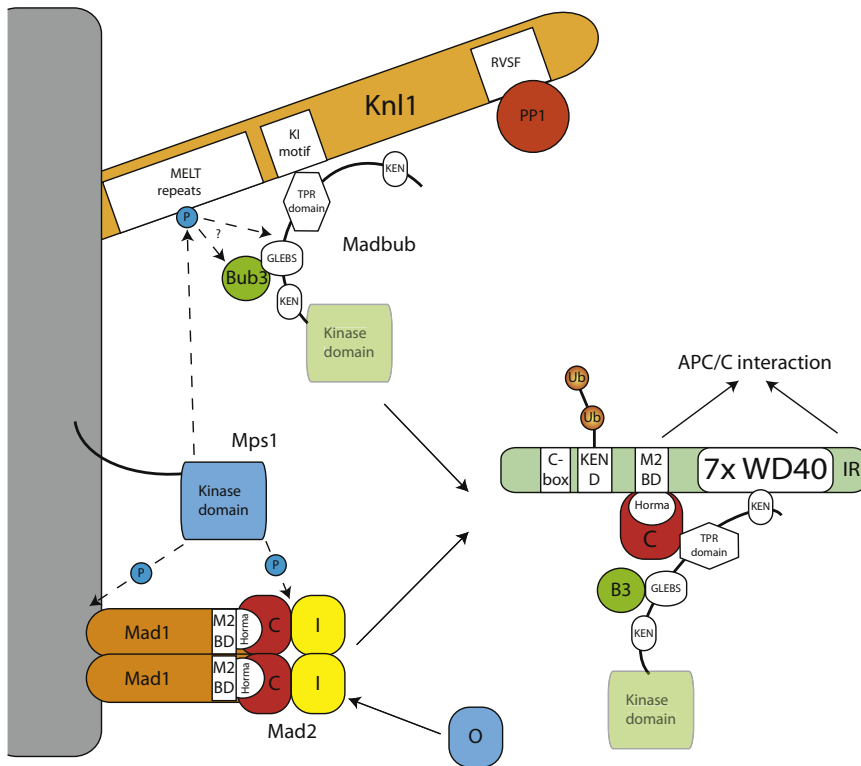 RVSF
Knl1
PP1
KI
motif
MELT
repeats
KEN
TPR
domain
P
?
Madbub
GLEBS
Bub3
KEN
Kinase
domain
APC/C interaction
Ub
Ub
Mps1
C-
box
KEN
D
M2
BD
7x WD40
IR
Kinase
domain
Horma
KEN
C
TPR
domain
P
P
B3
GLEBS
Mad1
M2
BD
Horma
C
I
KEN
Mad1
M2
BD
Horma
C
I
Kinase
domain
Mad2
O